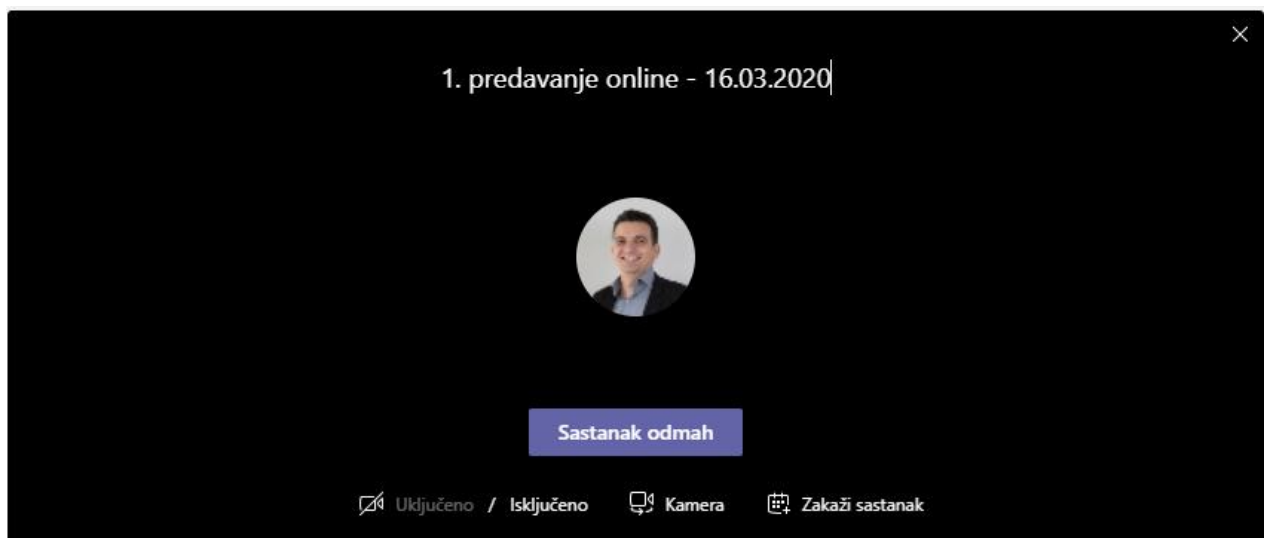 1. predavanje online - 16.03.2020
Sastanak odmah
Uključeno / Isključeno Kamera Zakaži sastanak